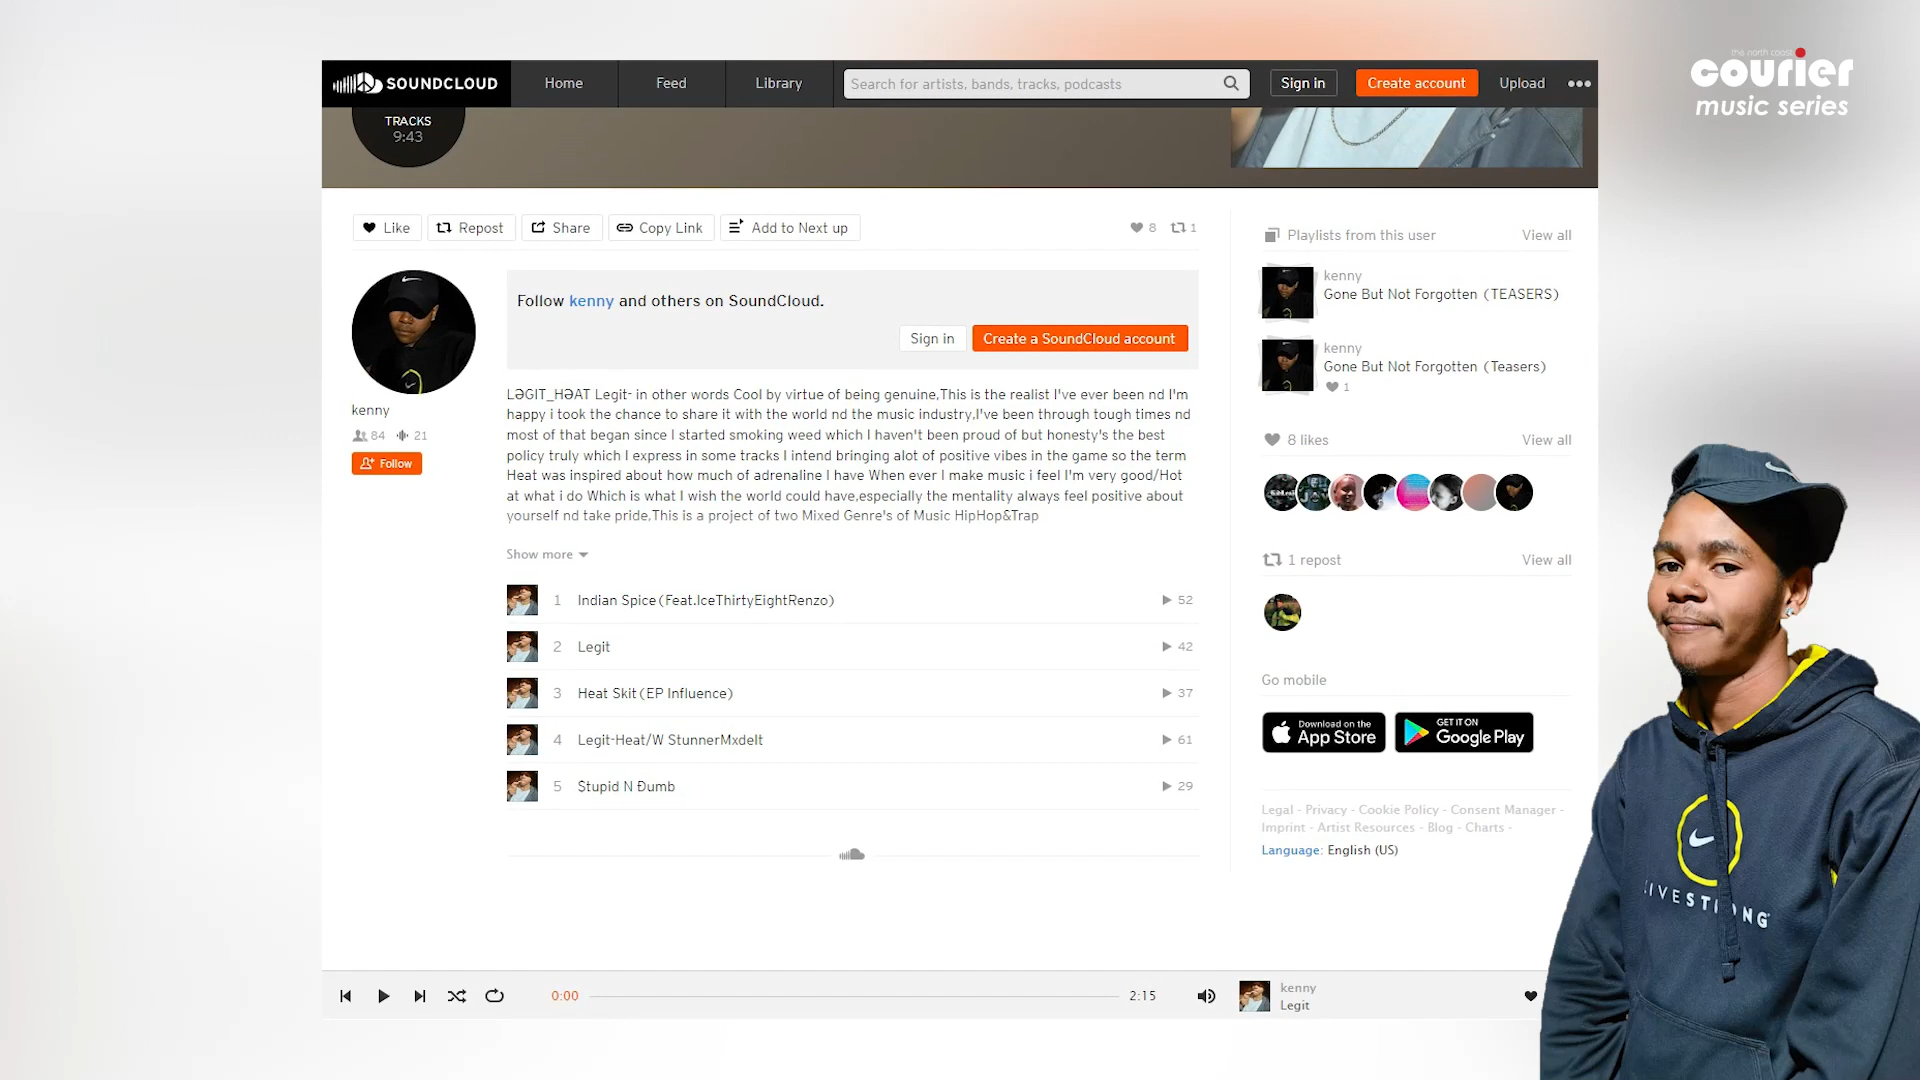 the north coast
courier
music series
SOUNDCLOUD
Home
Feed
Library
Search for artists, bands, tracks, podcasts
Sign in
Create account
Upload
TRACKS
9:43
Like
Repost
Share
Copy Link
Add to Next up
8
1
Follow kenny and others on SoundCloud.
Sign in
Create a SoundCloud account
kenny
84
21
Follow
LƏGIT_HƏAT Legit- in other words Cool by virtue of being genuine,This is the realist I've ever been nd I'm
happy i took the chance to share it with the world nd the music industry,I've been through tough times nd
most of that began since I started smoking weed which I haven't been proud of but honesty's the best
policy truly which I express in some tracks I intend bringing alot of positive vibes in the game so the term
Heat was inspired about how much of adrenaline I have When ever I make music i feel I'm very good/Hot
at what i do Which is what I wish the world could have,especially the mentality always feel positive about
yourself nd take pride,This is a project of two Mixed Genre's of Music HipHop&Trap
Show more
1 Indian Spice(Feat.IceThirtyEightRenzo) 52
2 Legit 42
3 Heat Skit(EP Influence) 37
4 Legit-Heat/W StunnerMxdelt 61
5 Stupid N Đumb 29
Playlists from this user
View all
kenny
Gone But Not Forgotten (TEASERS)
kenny
Gone But Not Forgotten (Teasers)
1
8 likes
View all
1 repost
View all
Go mobile
Download on the
App Store
GET IT ON
Google Play
Legal - Privacy - Cookie Policy - Consent Manager -
Imprint - Artist Resources - Blog - Charts -
Language: English (US)
LIVESTRONG
0:00
2:15
kenny
Legit